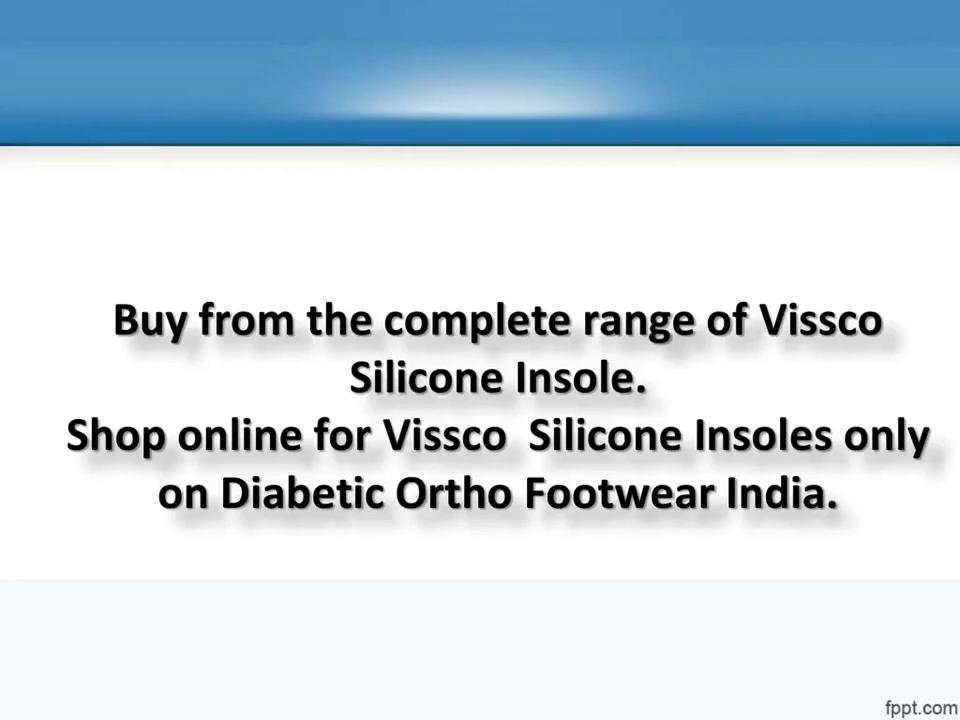 Buy from the complete range of Vissco
Silicone Insole.
Shop online for Vissco  Silicone Insoles only
on Diabetic Ortho Footwear India.
fppt.com